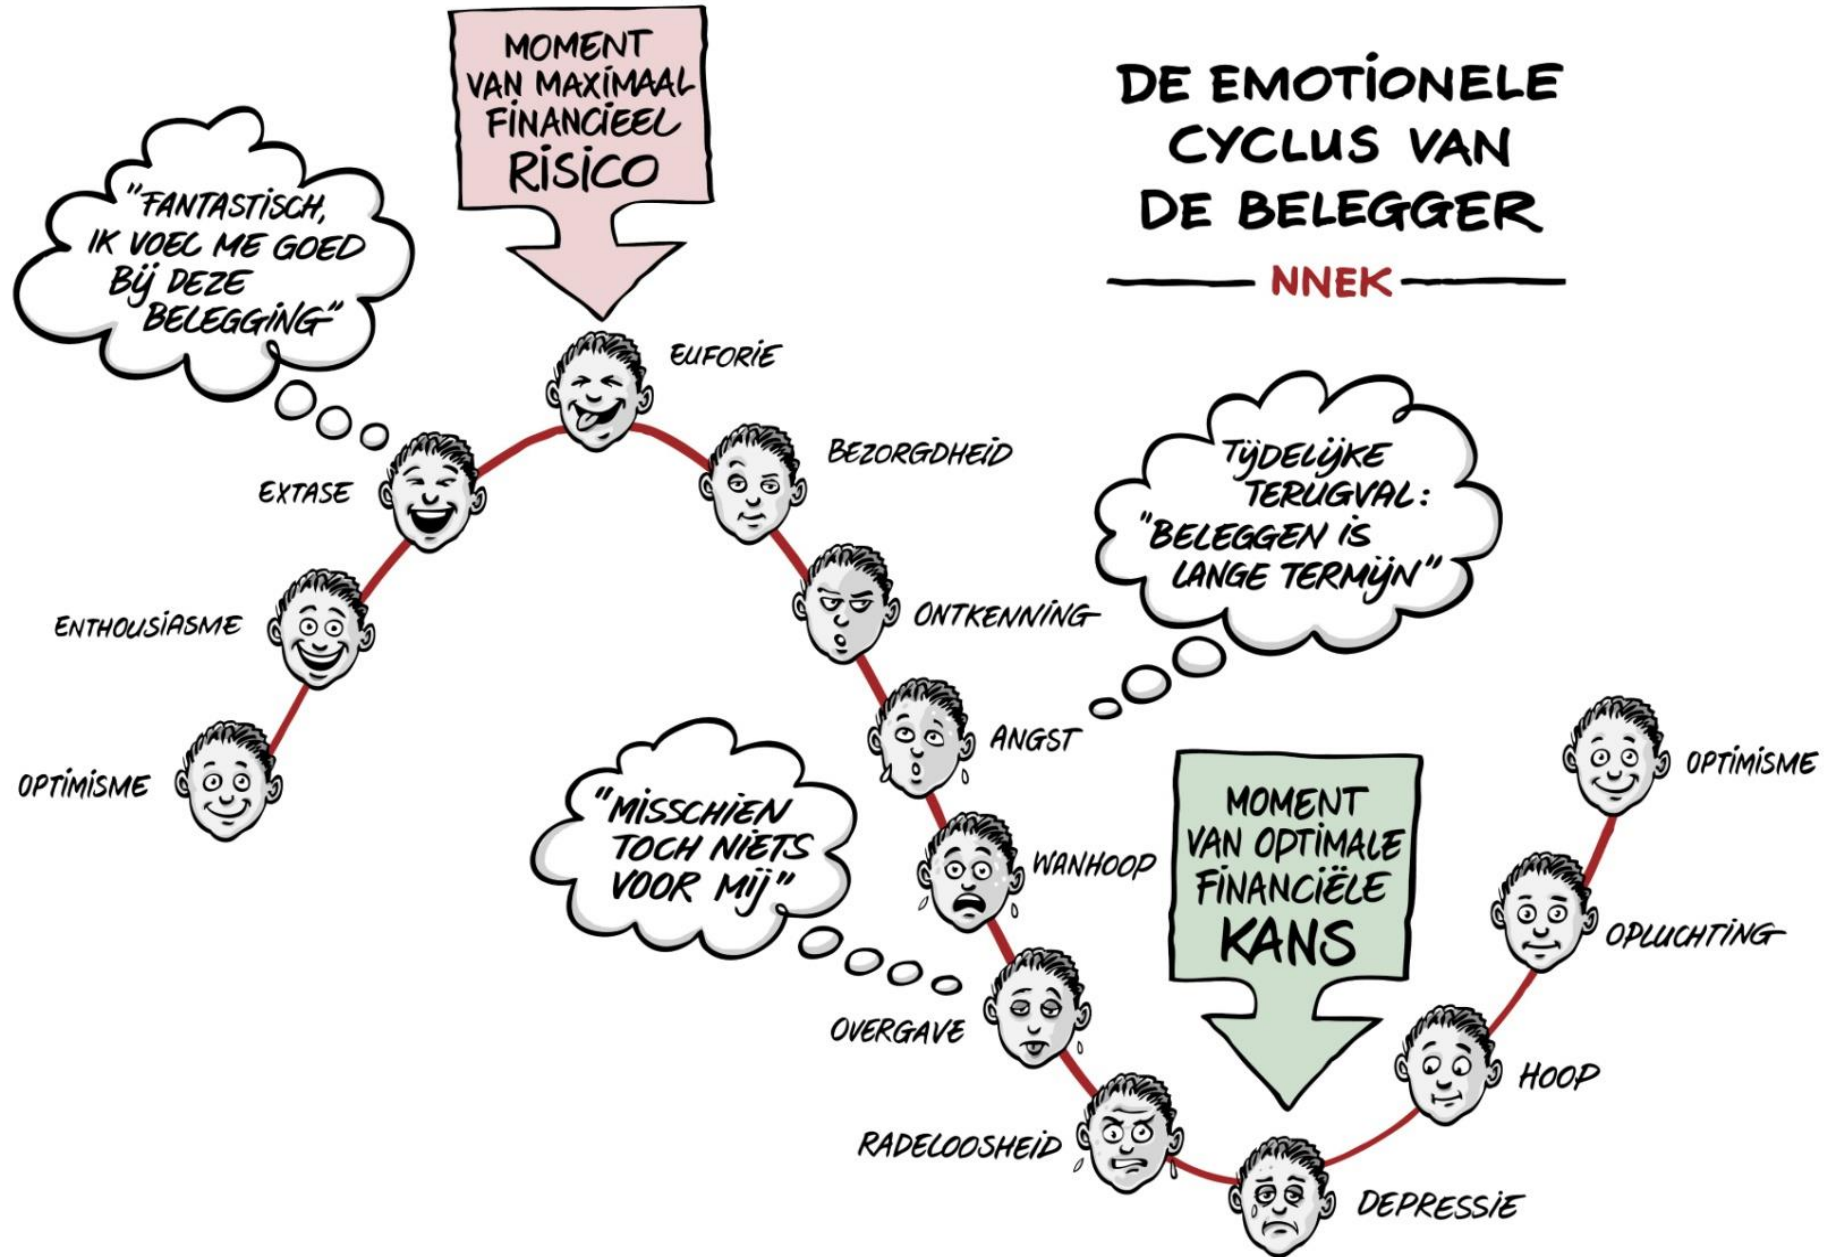 DE EMOTIONELE
CYCLUS VAN
DE BELEGGER
NNEK
MOMENT
VAN MAXIMAAL
FINANCIEEL
RISICO
"FANTASTISCH,
IK VOEL ME GOED
BIJ DEZE
BELEGGING"
OPTIMISME
ENTHOUSIASME
EXTASE
EUFORIE
BEZORGDHEID
ONTKENNING
ANGST
TIJDELIJKE
TERUGVAL:
"BELEGGEN IS
LANGE TERMIJN"
WANHOOP
"MISSCHIEN
TOCH NIETS
VOOR MIJ"
OVERGAVE
RADELOOSHEID
MOMENT
VAN OPTIMALE
FINANCIËLE
KANS
DEPRESSIE
HOOP
OPLUCHTING
OPTIMISME